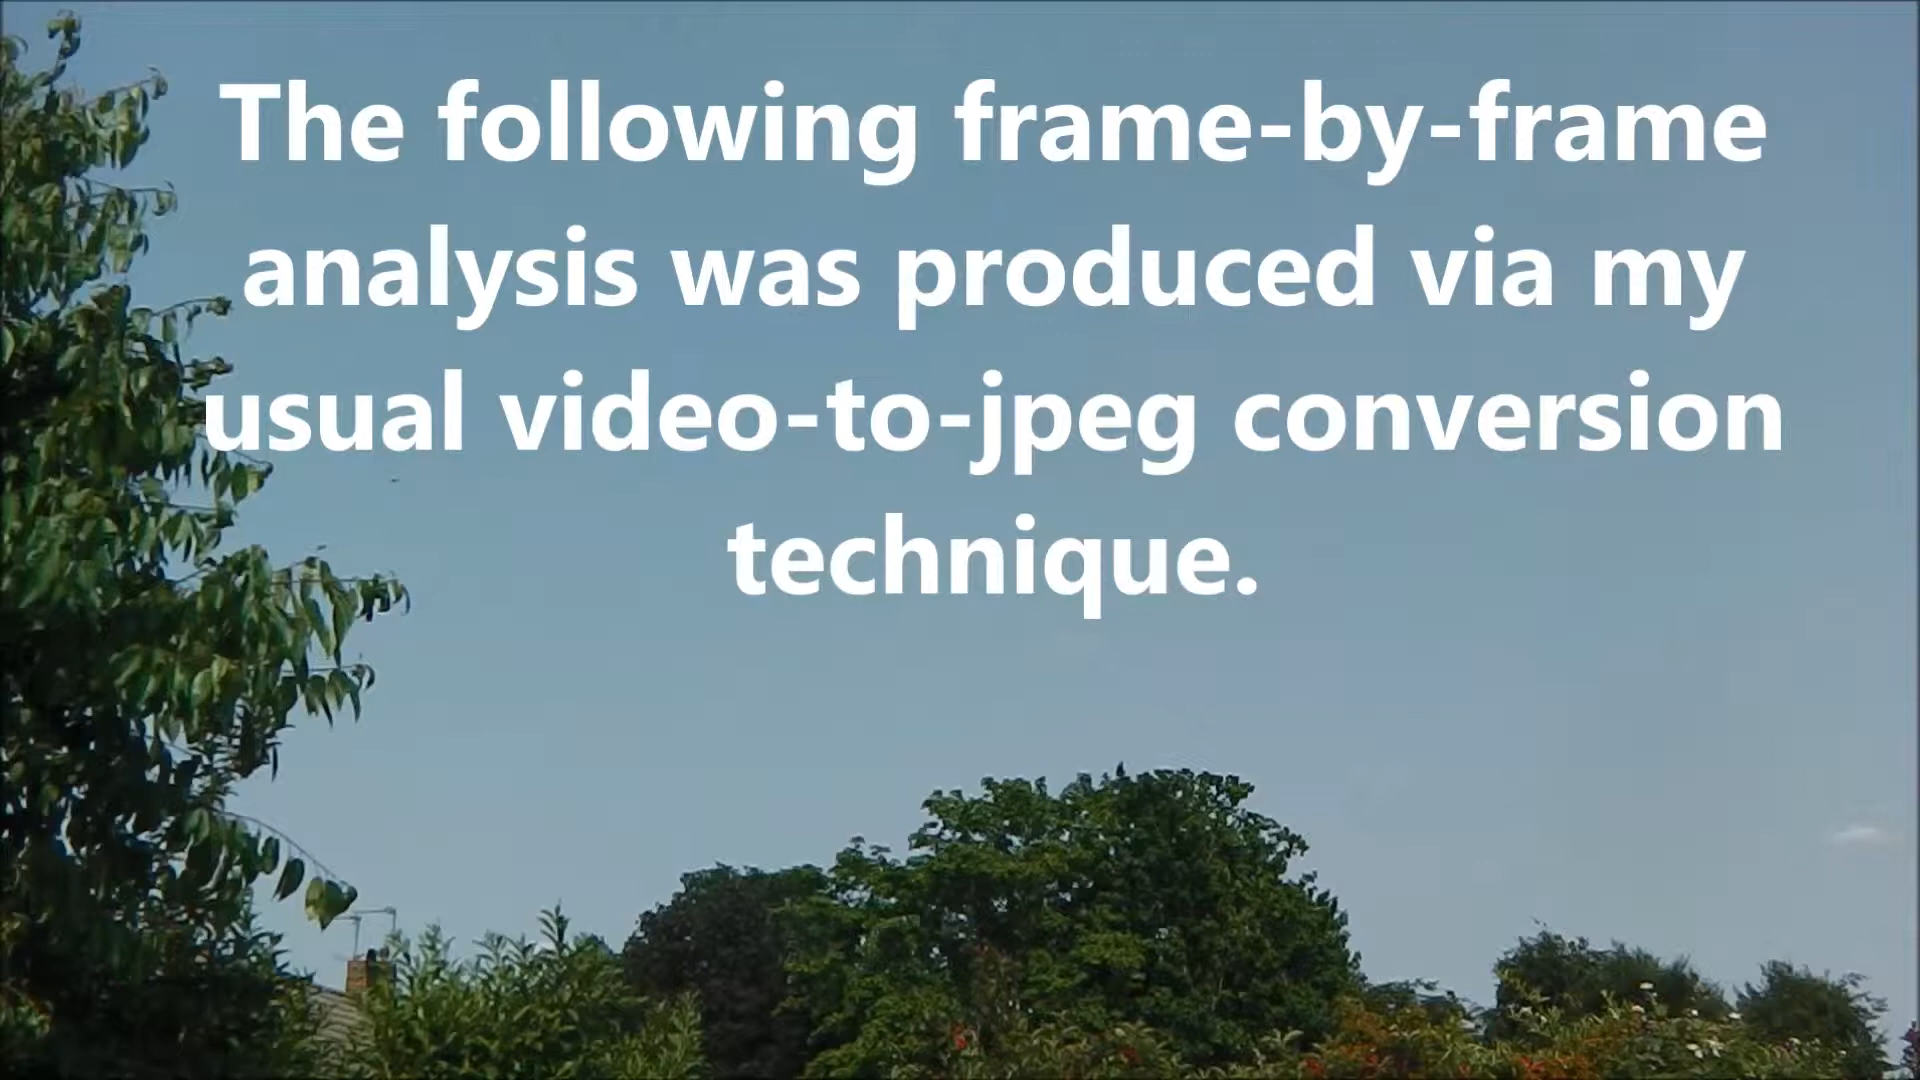 The following frame-by-frame
analysis was produced via my
usual video-to-jpeg conversion
technique.